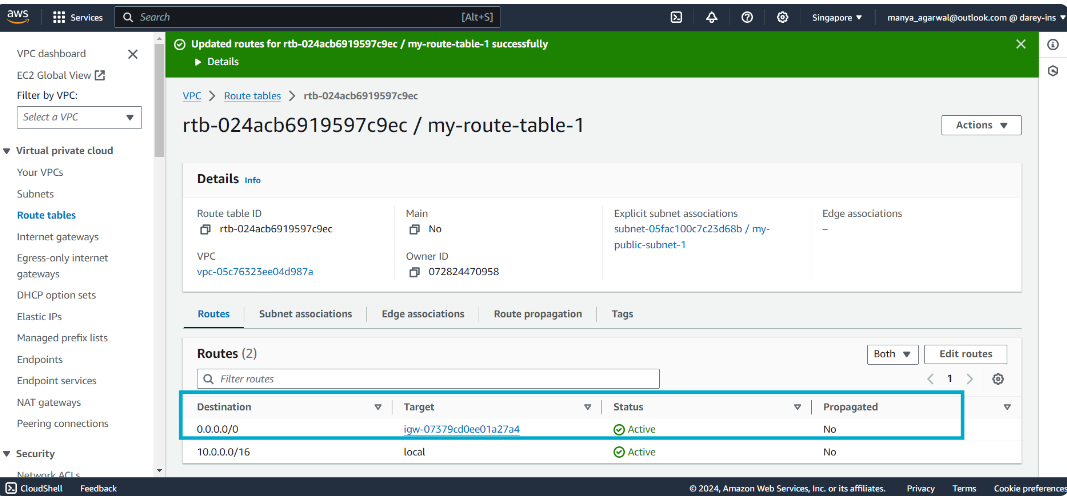 aws Services Search [Alt+S] Singapore manya_agarwal@outlook.com @ darey-ins
VPC dashboard
EC2 Global View
Filter by VPC:
Select a VPC
Virtual private cloud
Your VPCs
Subnets
Route tables
Internet gateways
Egress-only internet
gateways
DHCP option sets
Elastic IPs
Managed prefix lists
Endpoints
Endpoint services
NAT gateways
Peering connections
Security
Network ACLs
Updated routes for rtb-024acb6919597c9ec / my-route-table-1 successfully
Details
VPC Route tables rtb-024acb6919597c9ec
rtb-024acb6919597c9ec / my-route-table-1
Actions
Details Info
Route table ID
rtb-024acb6919597c9ec
Main
No
Explicit subnet associations
subnet-05fac100c7c23d68b / my-
public-subnet-1
Edge associations
–
VPC
vpc-05c76323ee04d987a
Owner ID
072824470958
Routes Subnet associations Edge associations Route propagation Tags
Routes (2)
Both Edit routes
Filter routes
1
Destination Target Status Propagated
0.0.0.0/0 igw-07379cd0ee01a27a4 Active No
10.0.0.0/16 local Active No
CloudShell Feedback © 2024, Amazon Web Services, Inc. or its affiliates. Privacy Terms Cookie preferences